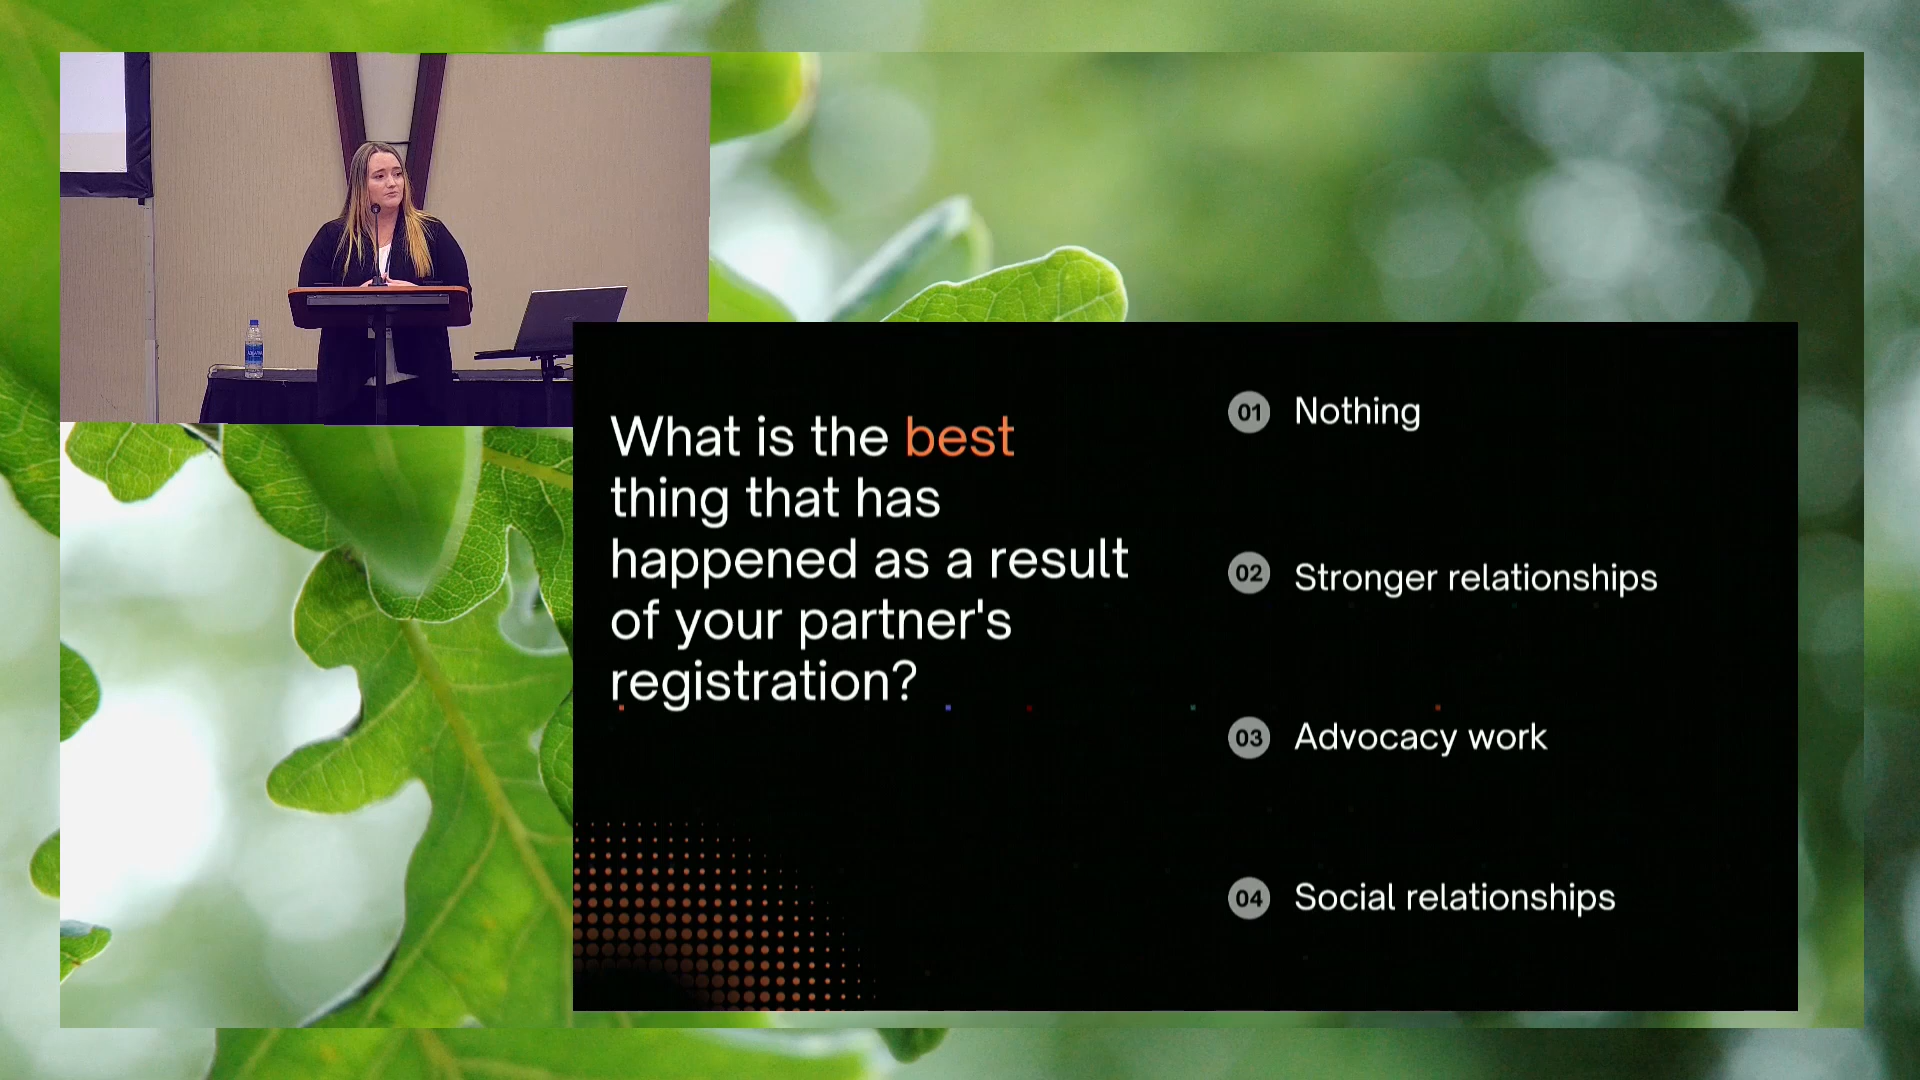 What is the best
thing that has
happened as a result
of your partner's
registration?
01 Nothing
02 Stronger relationships
03 Advocacy work
04 Social relationships